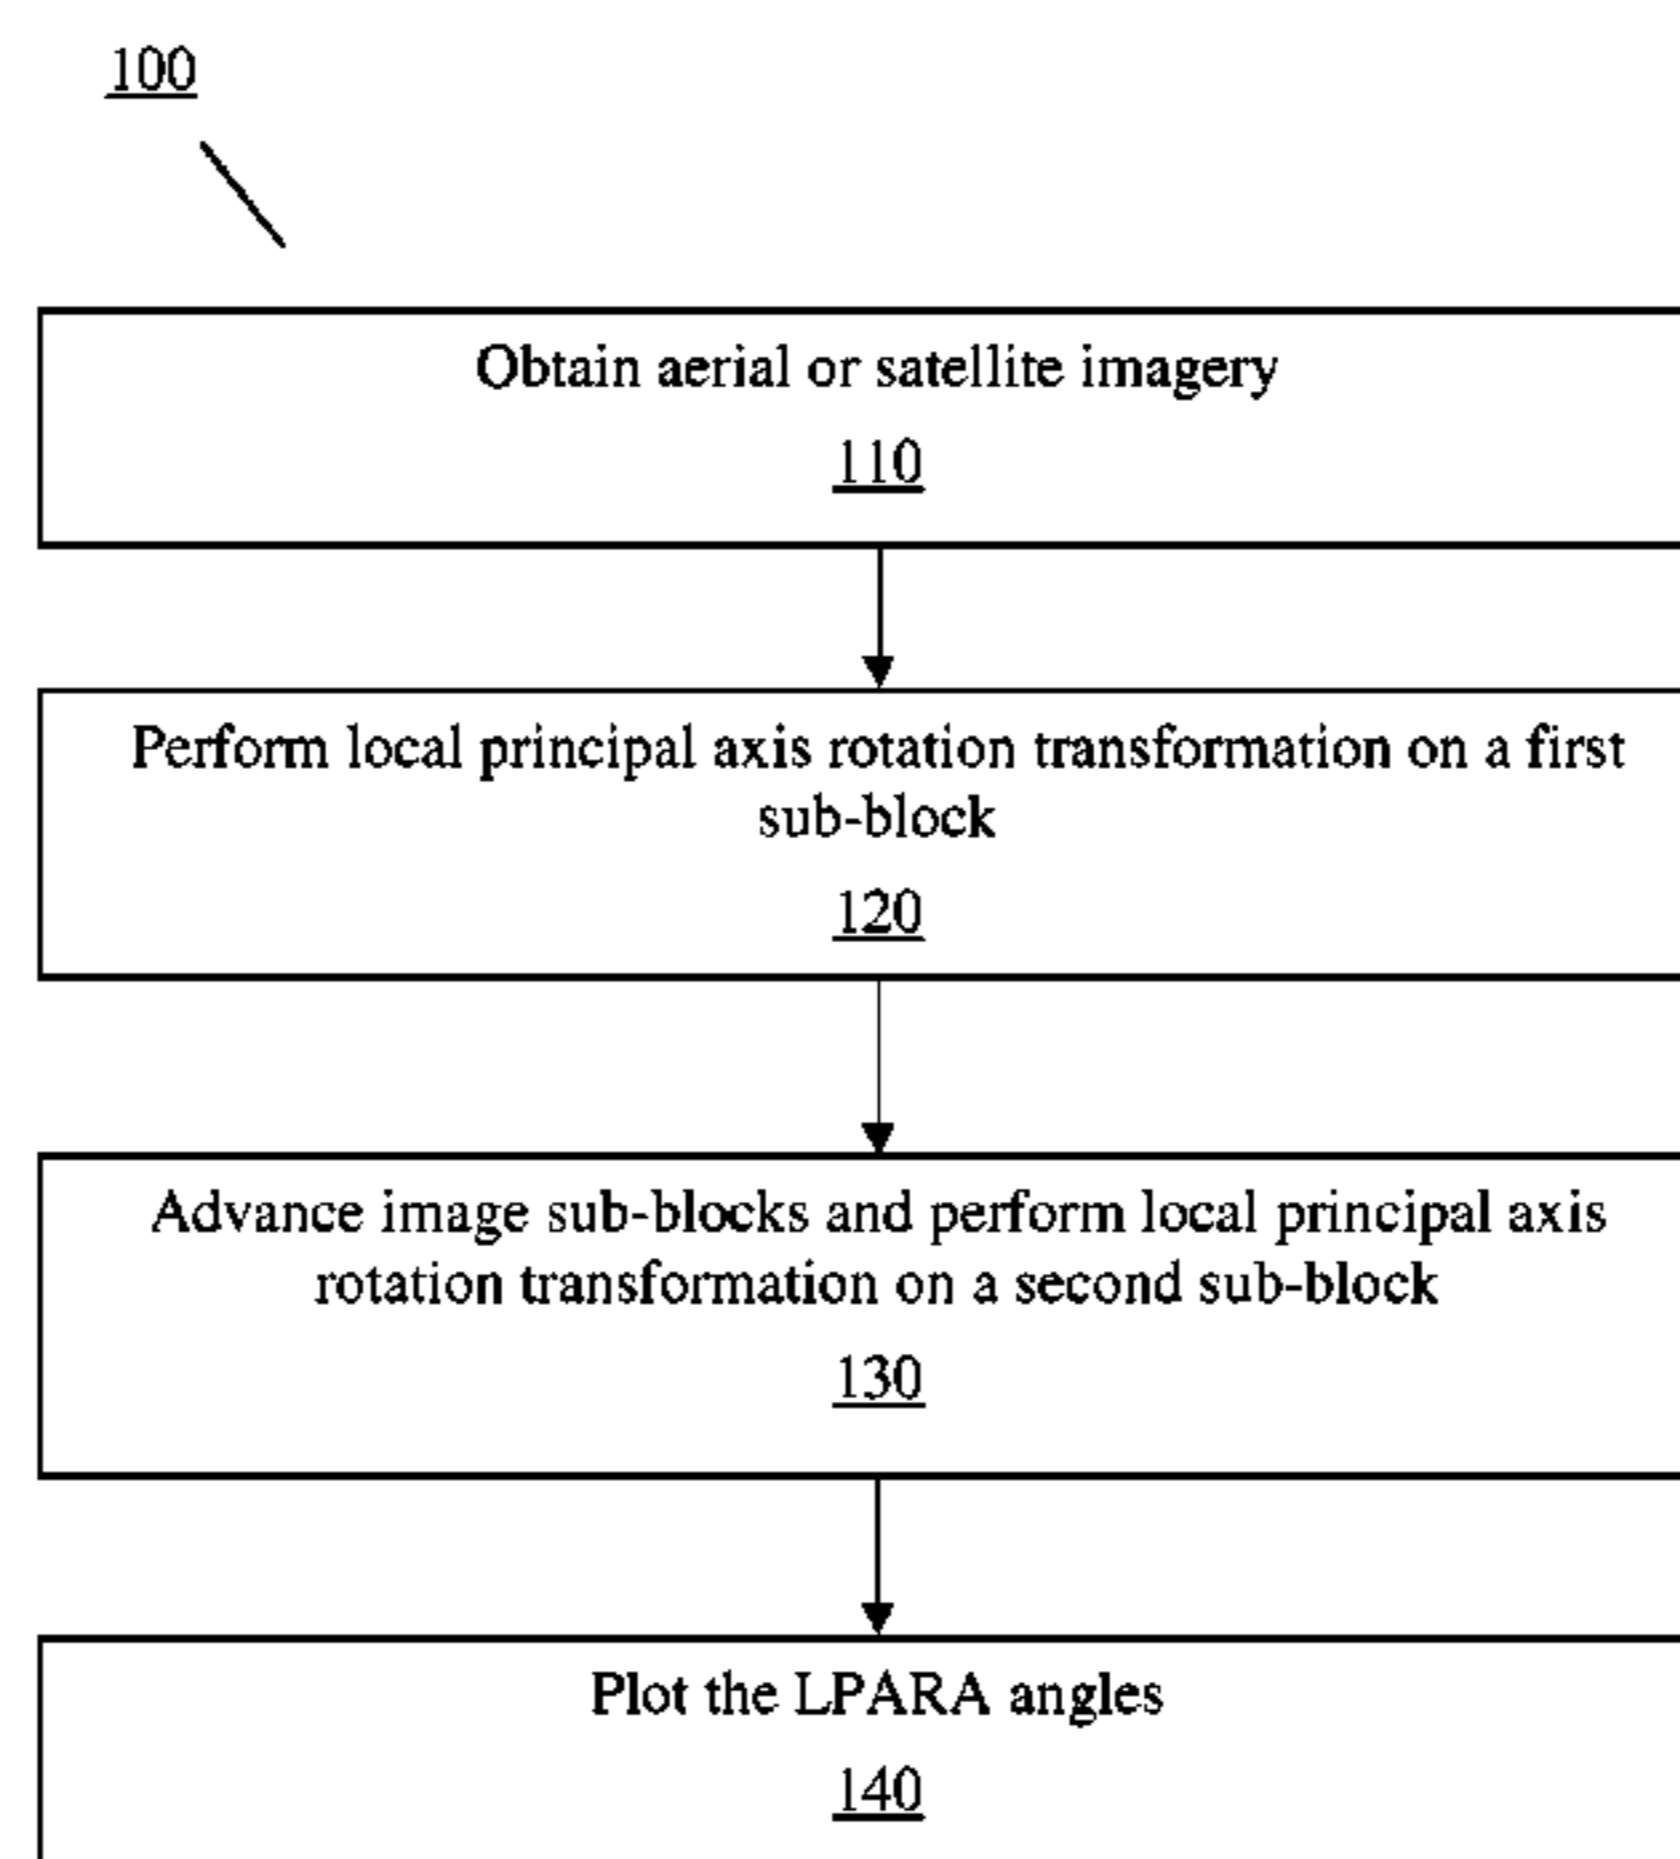 100
Obtain aerial or satellite imagery
110
Perform local principal axis rotation transformation on a first
sub-block
120
Advance image sub-blocks and perform local principal axis
rotation transformation on a second sub-block
130
Plot the LPARA angles
140